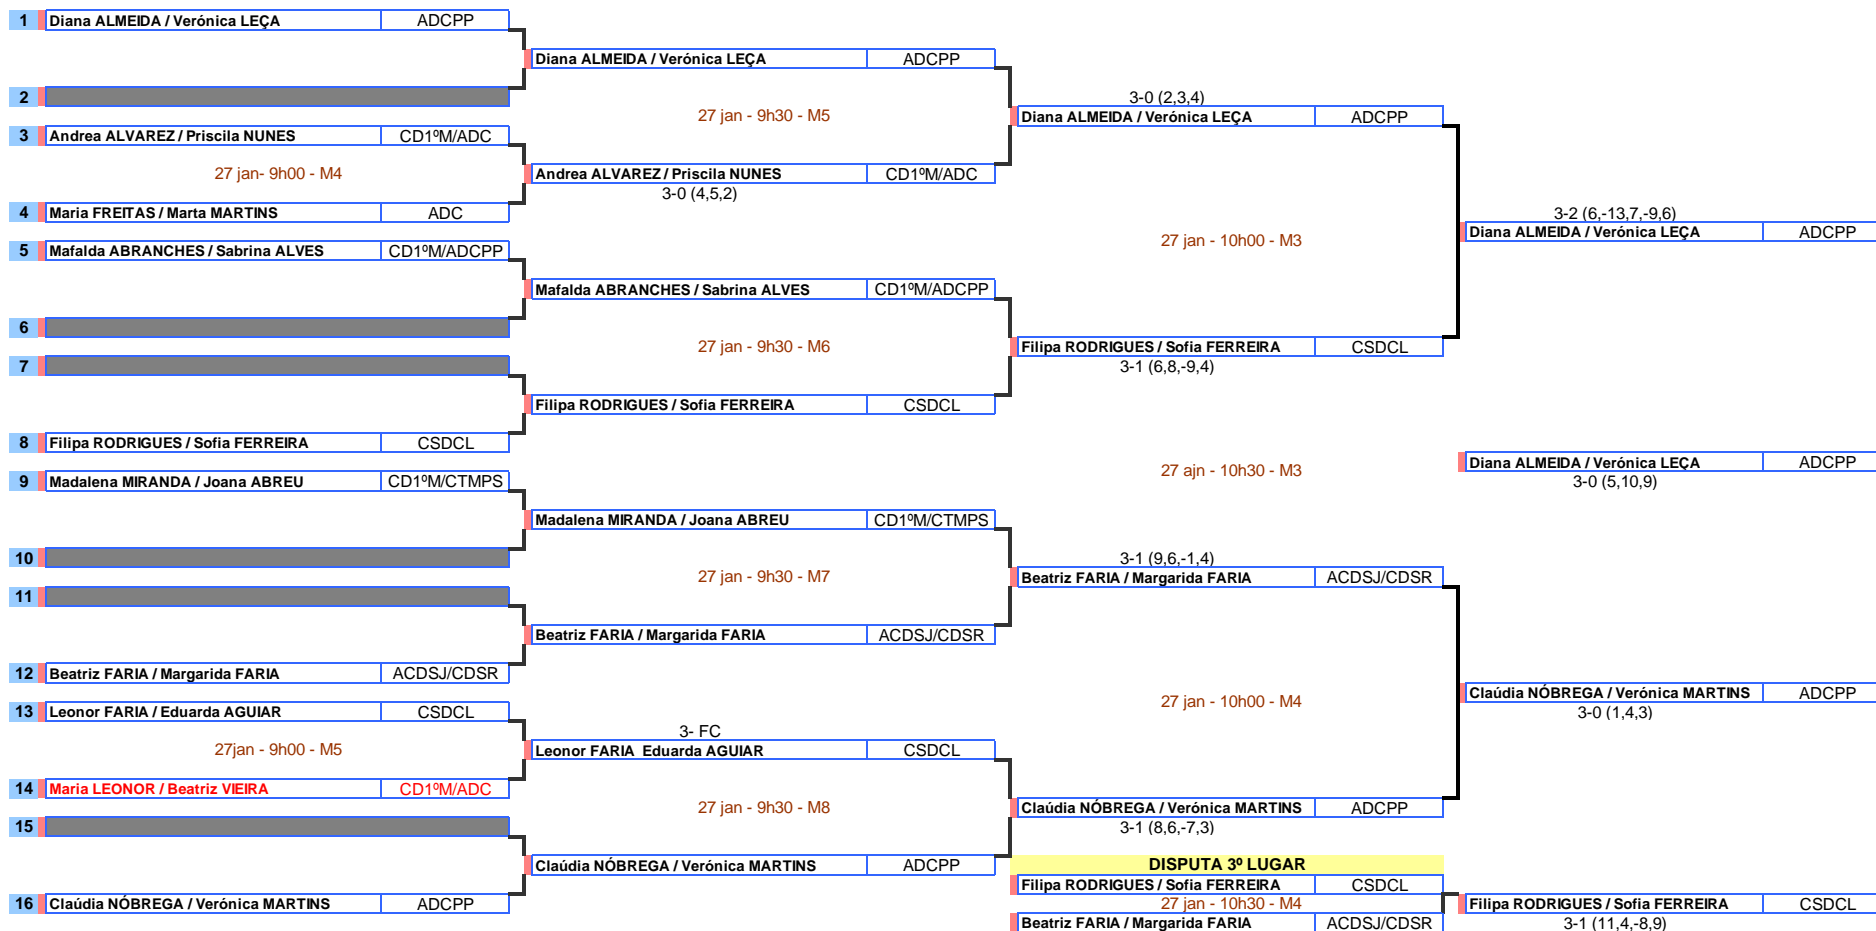 1 Diana ALMEIDA / Verónica LEÇA ADCPP
Diana ALMEIDA / Verónica LEÇA ADCPP
2
3-0 (2,3,4)
27 jan - 9h30 - M5
Diana ALMEIDA / Verónica LEÇA ADCPP
3 Andrea ALVAREZ / Priscila NUNES CD1ºM/ADC
27 jan- 9h00 - M4
Andrea ALVAREZ / Priscila NUNES CD1ºM/ADC
3-0 (4,5,2)
4 Maria FREITAS / Marta MARTINS ADC
3-2 (6,-13,7,-9,6)
Diana ALMEIDA / Verónica LEÇA ADCPP
27 jan - 10h00 - M3
5 Mafalda ABRANCHES / Sabrina ALVES CD1ºM/ADCPP
Mafalda ABRANCHES / Sabrina ALVES CD1ºM/ADCPP
6
27 jan - 9h30 - M6
Filipa RODRIGUES / Sofia FERREIRA CSDCL
3-1 (6,8,-9,4)
7
Filipa RODRIGUES / Sofia FERREIRA CSDCL
8 Filipa RODRIGUES / Sofia FERREIRA CSDCL
27 ajn - 10h30 - M3
Diana ALMEIDA / Verónica LEÇA ADCPP
3-0 (5,10,9)
9 Madalena MIRANDA / Joana ABREU CD1ºM/CTMPS
Madalena MIRANDA / Joana ABREU CD1ºM/CTMPS
10
3-1 (9,6,-1,4)
27 jan - 9h30 - M7
Beatriz FARIA / Margarida FARIA ACDSJ/CDSR
11
Beatriz FARIA / Margarida FARIA ACDSJ/CDSR
12 Beatriz FARIA / Margarida FARIA ACDSJ/CDSR
27 jan - 10h00 - M4
Claúdia NÓBREGA / Verónica MARTINS ADCPP
3-0 (1,4,3)
13 Leonor FARIA / Eduarda AGUIAR CSDCL
3- FC
27jan - 9h00 - M5
Leonor FARIA Eduarda AGUIAR CSDCL
14 Maria LEONOR / Beatriz VIEIRA CD1ºM/ADC
27 jan - 9h30 - M8
Claúdia NÓBREGA / Verónica MARTINS ADCPP
3-1 (8,6,-7,3)
15
Claúdia NÓBREGA / Verónica MARTINS ADCPP
16 Claúdia NÓBREGA / Verónica MARTINS ADCPP
DISPUTA 3º LUGAR
Filipa RODRIGUES / Sofia FERREIRA CSDCL
27 jan - 10h30 - M4
Beatriz FARIA / Margarida FARIA ACDSJ/CDSR
Filipa RODRIGUES / Sofia FERREIRA CSDCL
3-1 (11,4,-8,9)